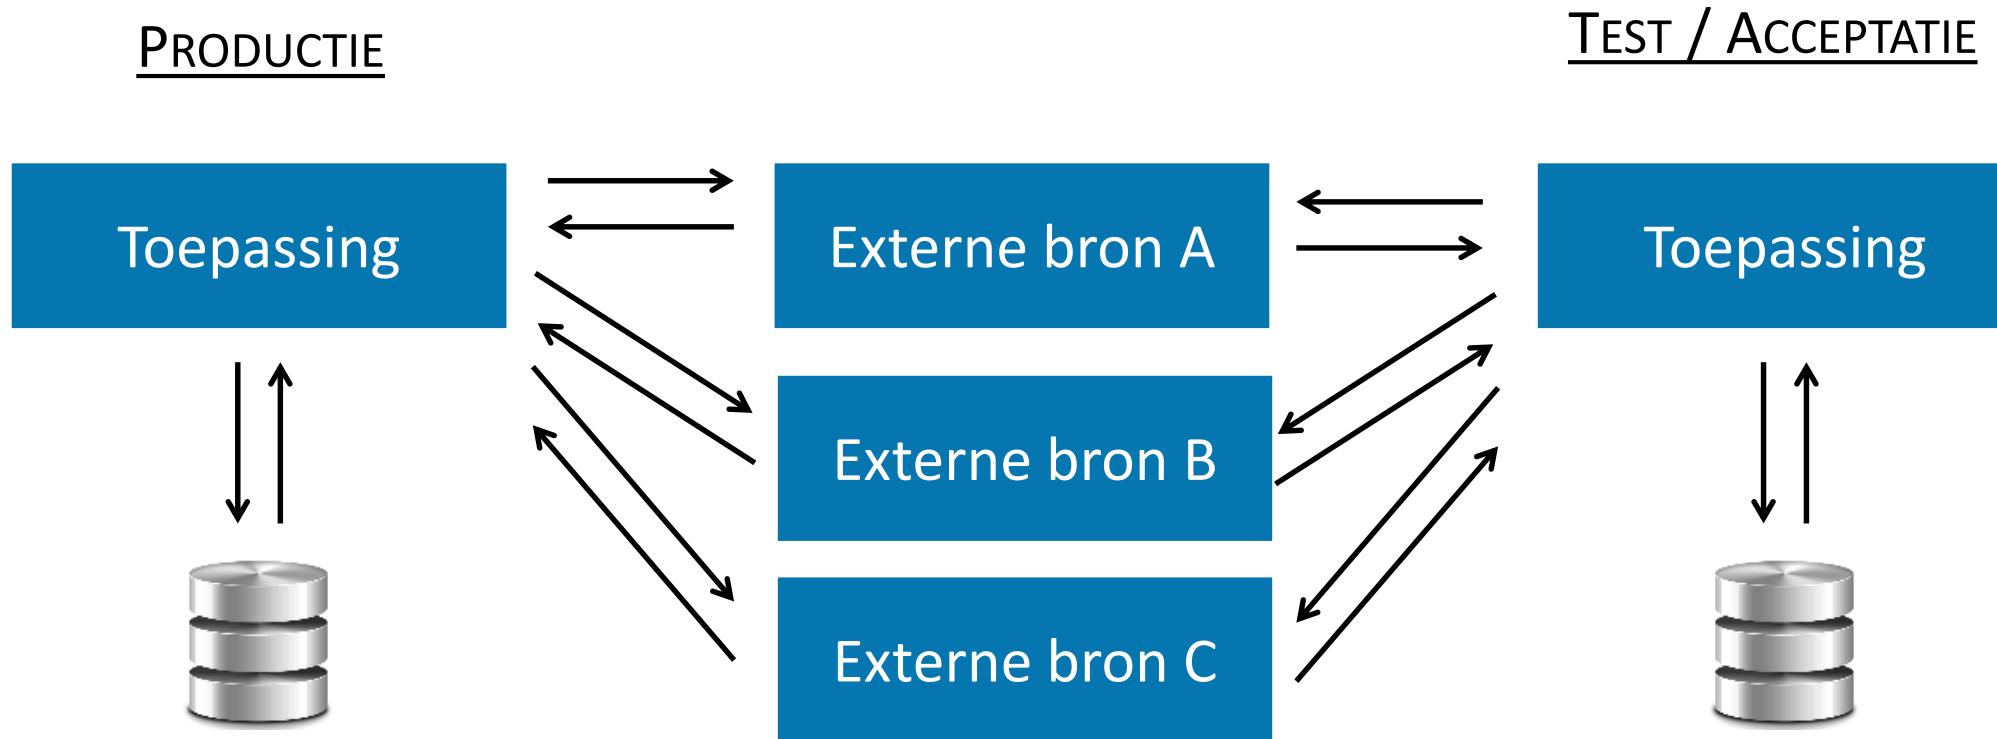 PRODUCTIE
TEST / ACCEPTATIE
Toepassing
Externe bron A
Toepassing
Externe bron B
Externe bron C